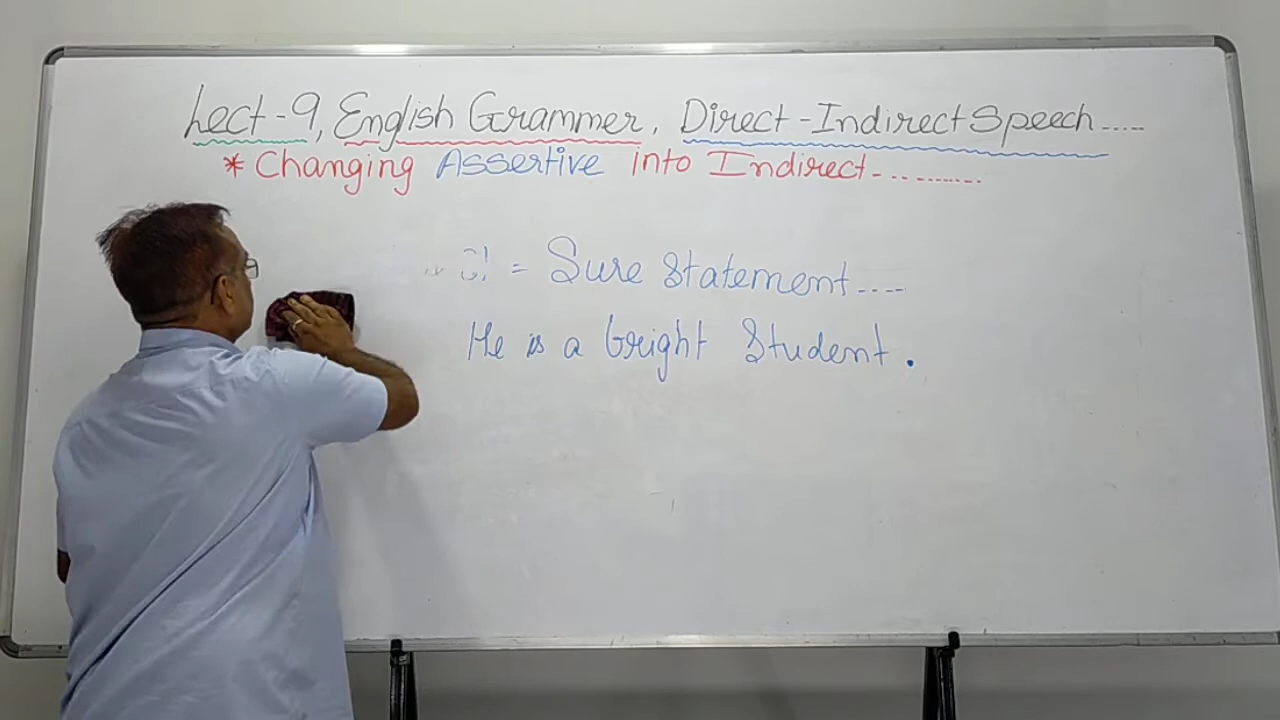 Lect-9, English Grammer, Direct-Indirect Speech.....
* Changing Assertive into Indirect...........
= Sure Statement....
He is a bright Student.